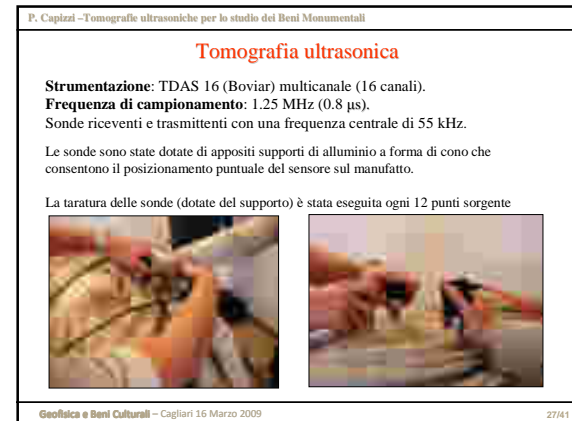 P. Capizzi –Tomografie ultrasoniche per lo studio dei Beni Monumentali
Tomografia ultrasonica
Strumentazione: TDAS 16 (Boviar) multicanale (16 canali).
Frequenza di campionamento: 1.25 MHz (0.8 μs).
Sonde riceventi e trasmittenti con una frequenza centrale di 55 kHz.
Le sonde sono state dotate di appositi supporti di alluminio a forma di cono che
consentono il posizionamento puntuale del sensore sul manufatto.
La taratura delle sonde (dotate del supporto) è stata eseguita ogni 12 punti sorgente
Geofisica e Beni Culturali – Cagliari 16 Marzo 2009 27/41